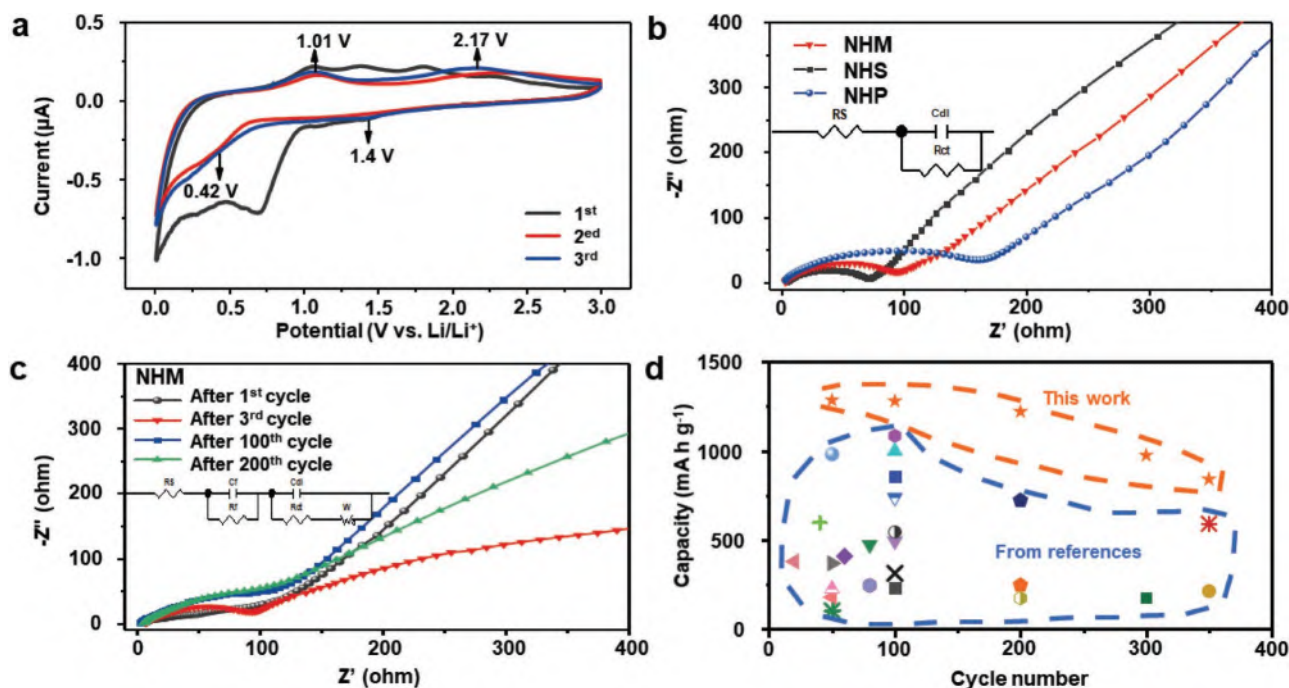 a
0.5
0.0
-0.5
-1.0
Current (µA)
1.01 V
2.17 V
0.42 V
1.4 V
1st
2ed
3rd
0.0 0.5 1.0 1.5 2.0 2.5 3.0
Potential (V vs. Li/Li⁺)
b
400
300
200
100
0
-Z'' (ohm)
NHM
NHS
NHP
RS
Cdl
Rct
0 100 200 300 400
Z' (ohm)
c
400
300
200
100
0
-Z'' (ohm)
NHM
After 1st cycle
After 3rd cycle
After 100th cycle
After 200th cycle
Rs
Cf
Rf
Cdl
Rct
W
0 100 200 300 400
Z' (ohm)
d
1500
1000
500
0
Capacity (mA h g⁻¹)
This work
From references
0 100 200 300 400
Cycle number